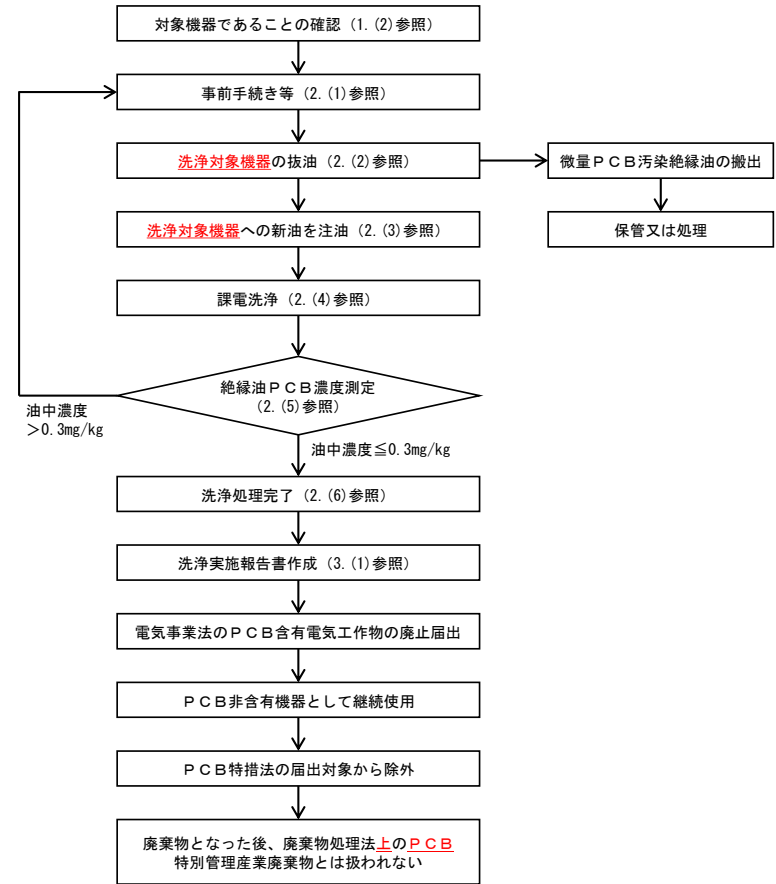 対象機器であることの確認（1.(2)参照）
事前手続き等（2.(1)参照）
洗浄対象機器の抜油（2.(2)参照）
微量ＰＣＢ汚染絶縁油の搬出
洗浄対象機器への新油を注油（2.(3)参照）
保管又は処理
課電洗浄（2.(4)参照）
絶縁油ＰＣＢ濃度測定
（2.(5)参照）
油中濃度
＞0.3mg/kg
油中濃度≦0.3mg/kg
洗浄処理完了（2.(6)参照）
洗浄実施報告書作成（3.(1)参照）
電気事業法のＰＣＢ含有電気工作物の廃止届出
ＰＣＢ非含有機器として継続使用
ＰＣＢ特措法の届出対象から除外
廃棄物となった後、廃棄物処理法上のＰＣＢ
特別管理産業廃棄物とは扱われない